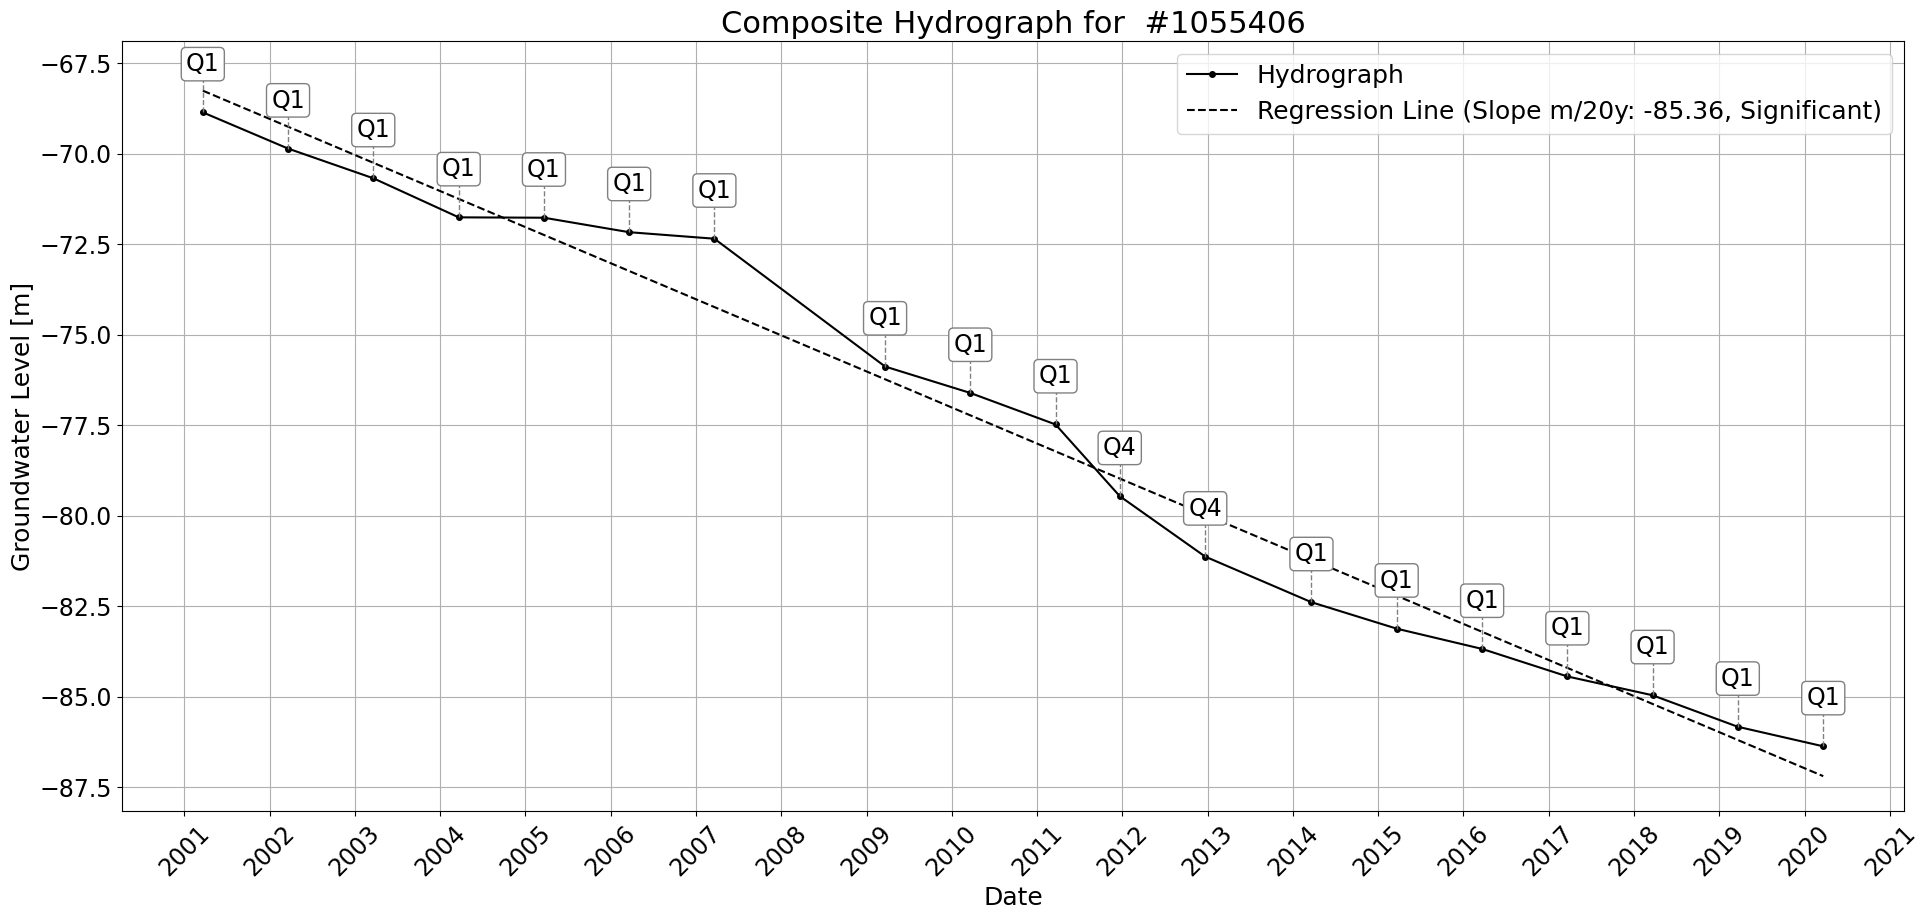 Composite Hydrograph for  #1055406
Hydrograph
Regression Line (Slope m/20y: -85.36, Significant)
Groundwater Level [m]
−67.5
−70.0
−72.5
−75.0
−77.5
−80.0
−82.5
−85.0
−87.5
Q1
Q1
Q1
Q1
Q1
Q1
Q1
Q1
Q1
Q1
Q4
Q4
Q1
Q1
Q1
Q1
Q1
Q1
Q1
2001
2002
2003
2004
2005
2006
2007
2008
2009
2010
2011
2012
2013
2014
2015
2016
2017
2018
2019
2020
2021
Date